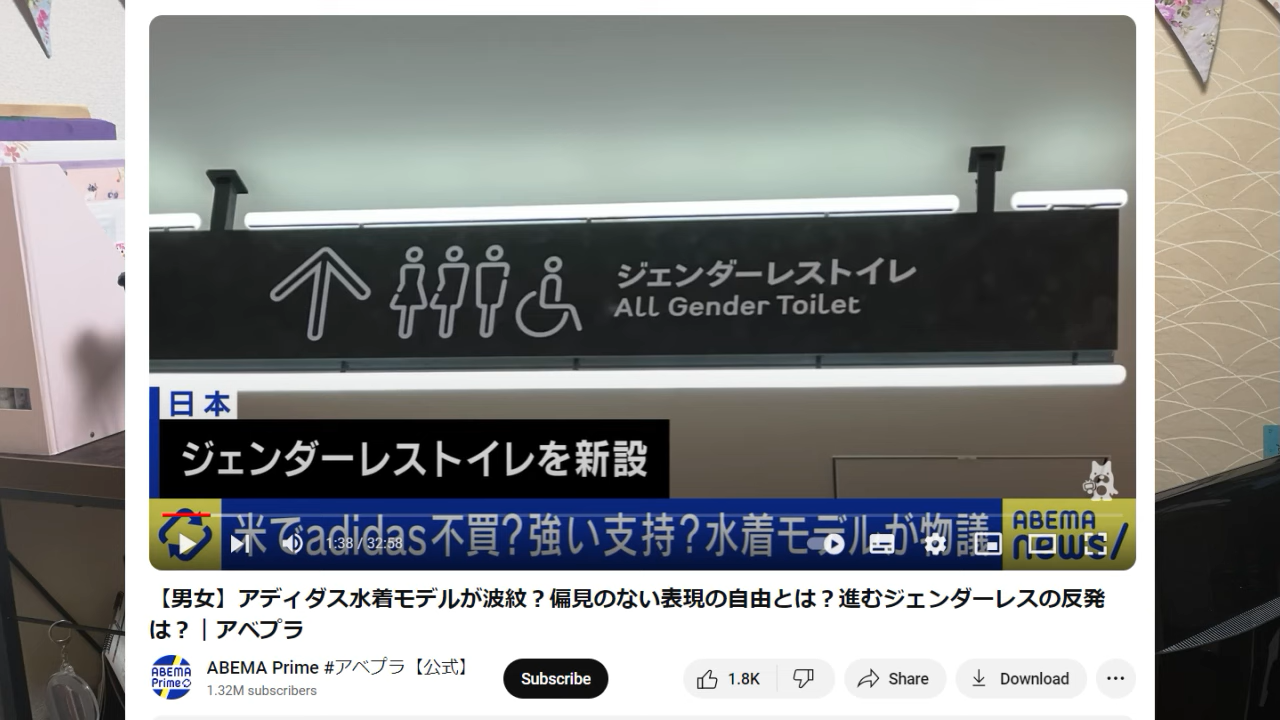 ジェンダーレストイレ
All Gender Toilet
日本
ジェンダーレストイレを新設
米でadidas不買?強い支持?水着モデルが物議
ABEMA
NEWS/
1:38 / 32:58
【男女】アディダス水着モデルが波紋？偏見のない表現の自由とは？進むジェンダーレスの反発
は？｜アベプラ
ABEMA
Prime
ABEMA Prime #アベプラ【公式】
1.32M subscribers
Subscribe
1.8K
Share
Download